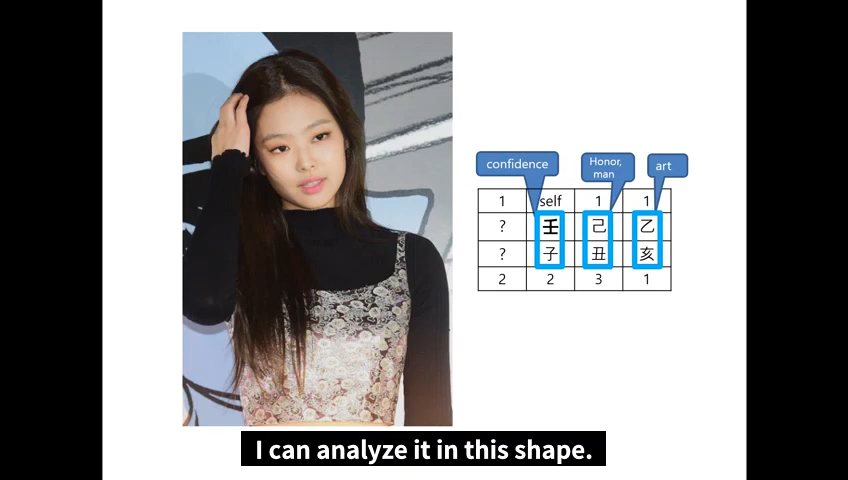 confidence
Honor,
man
art
1 self 1 1
? 壬 己 乙
? 子 丑 亥
2 2 3 1
I can analyze it in this shape.